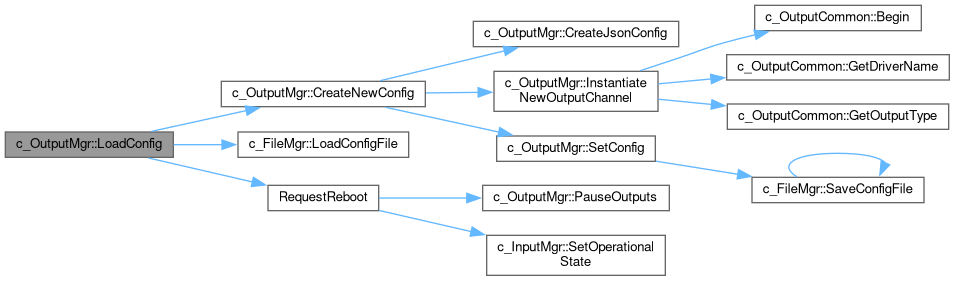 c_OutputMgr::LoadConfig
c_OutputMgr::CreateNewConfig
c_FileMgr::LoadConfigFile
RequestReboot
c_OutputMgr::CreateJsonConfig
c_OutputMgr::Instantiate
NewOutputChannel
c_OutputMgr::SetConfig
c_OutputMgr::PauseOutputs
c_InputMgr::SetOperational
State
c_OutputCommon::Begin
c_OutputCommon::GetDriverName
c_OutputCommon::GetOutputType
c_FileMgr::SaveConfigFile